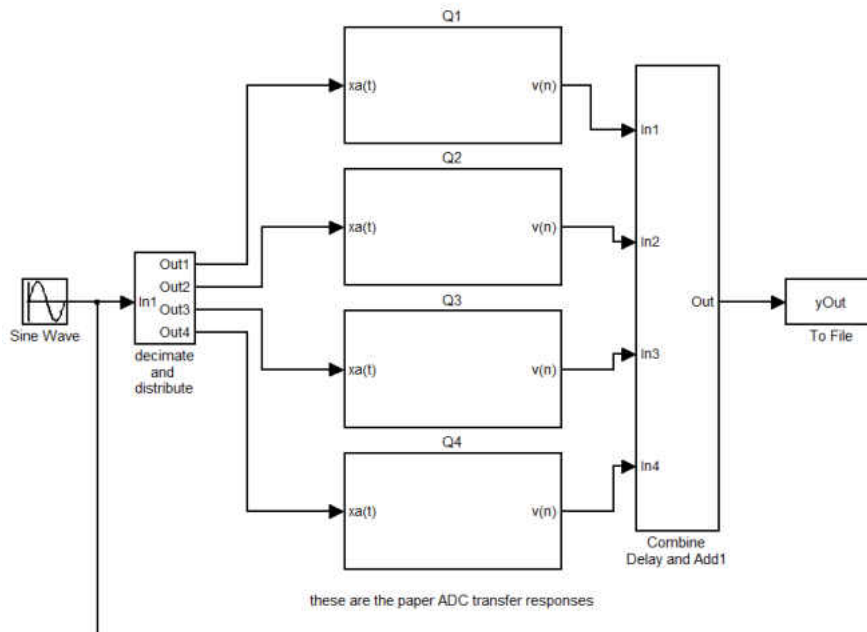 Q1
xa(t)
v(n)
Q2
xa(t)
v(n)
Q3
xa(t)
v(n)
Q4
xa(t)
v(n)
Sine Wave
In1
Out1
Out2
Out3
Out4
decimate
and
distribute
In1
In2
In3
In4
Out
Combine
Delay and Add1
yOut
To File
these are the paper ADC transfer responses